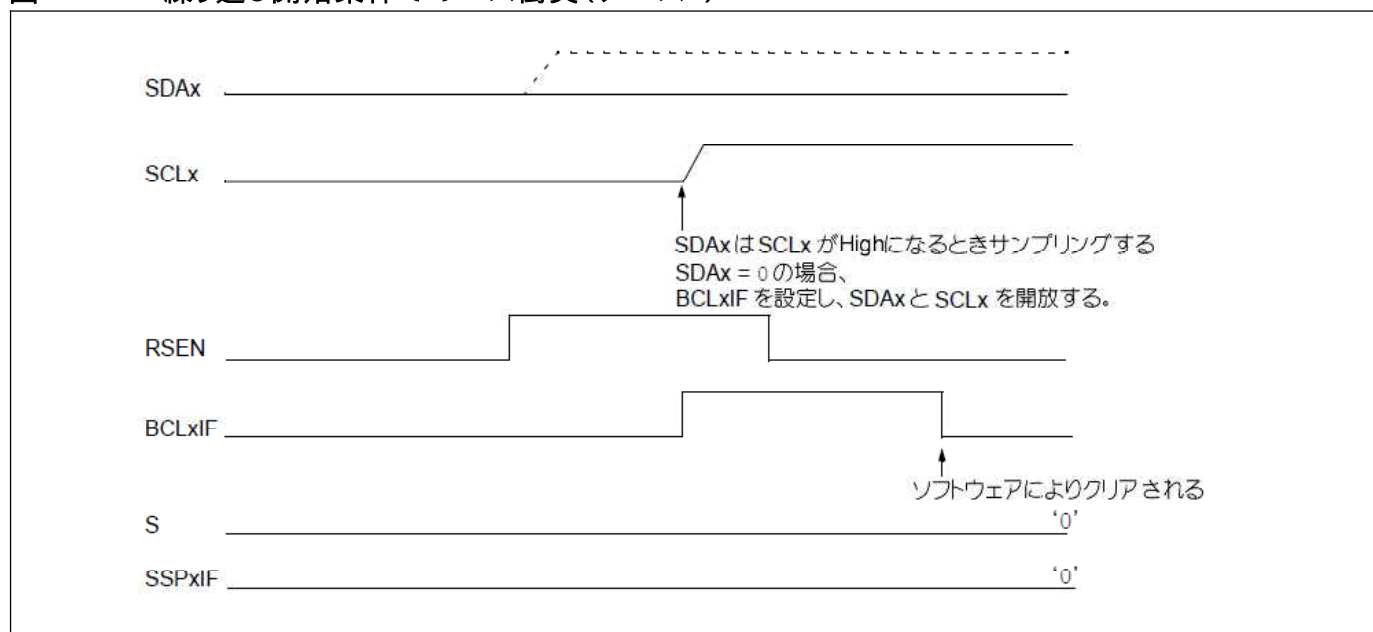 SDAx
SCLx
SDAxはSCLxがHighになるときサンプリングする
SDAx = 0の場合、
BCLxIFを設定し、SDAxとSCLxを開放する。
RSEN
BCLxIF
ソフトウェアによりクリアされる
S
'0'
SSPxIF
'0'